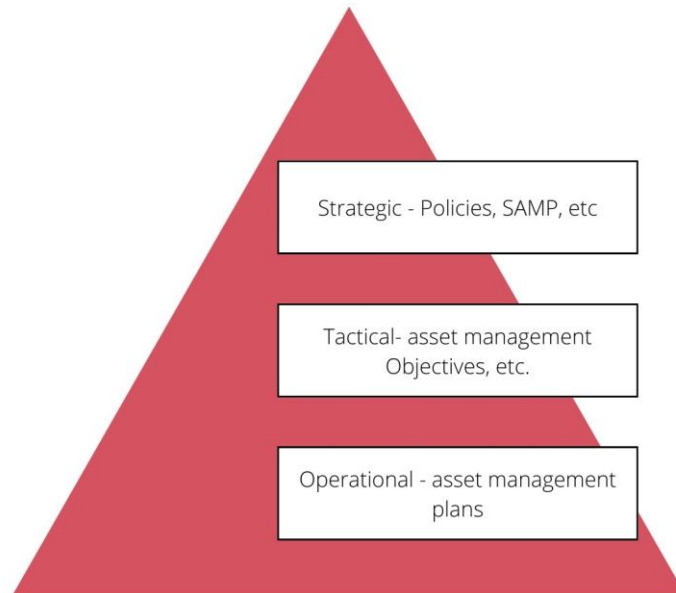 Strategic - Policies, SAMP, etc
Tactical- asset management
Objectives, etc.
Operational - asset management
plans